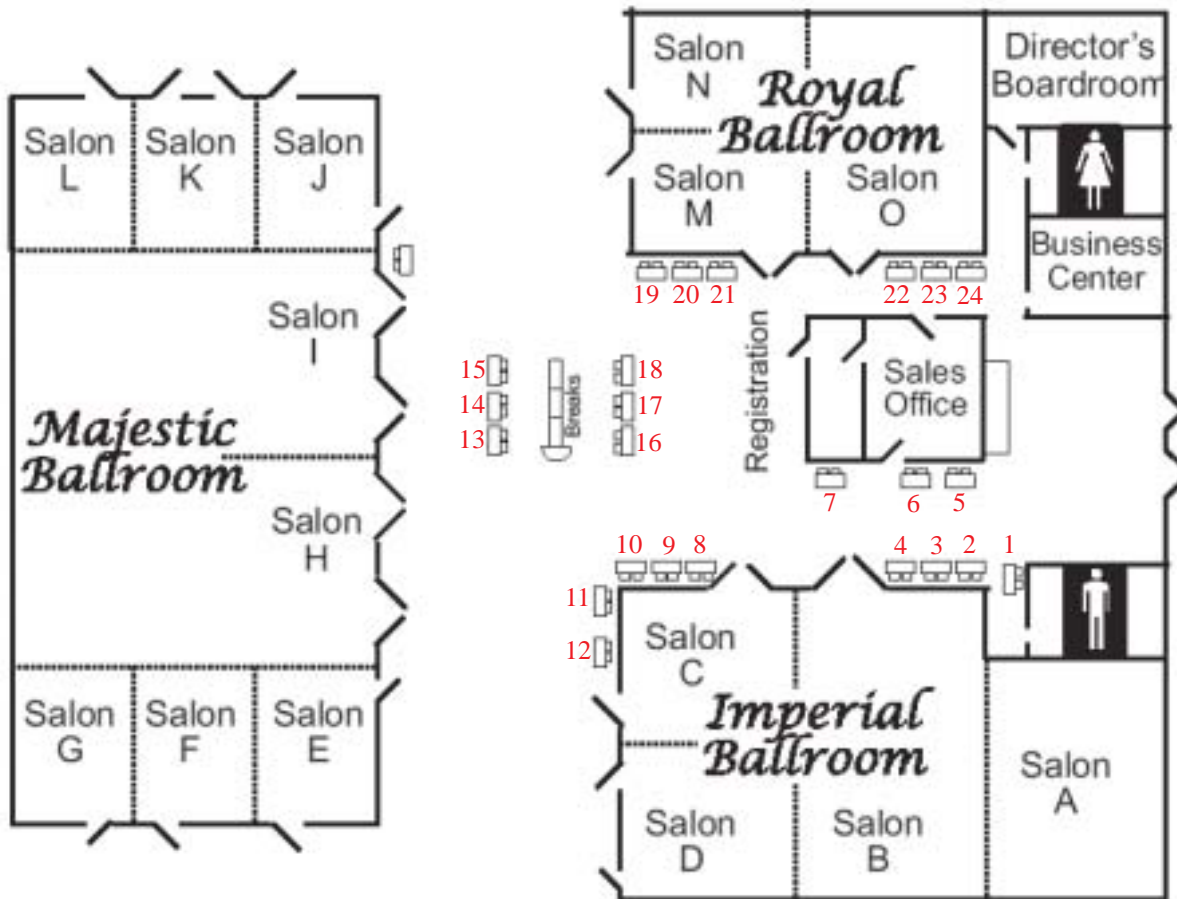 Salon
L
Salon
K
Salon
J
Salon
I
Majestic
Ballroom
Salon
H
Salon
G
Salon
F
Salon
E
Salon
N
Royal
Ballroom
Salon
M
Salon
O
Director's
Boardroom
Business
Center
19
20
21
22
23
24
Registration
Sales
Office
15
14
13
Breaks
18
17
16
7
6
5
10
9
8
4
3
2
1
11
12
Salon
C
Imperial
Ballroom
Salon
D
Salon
B
Salon
A